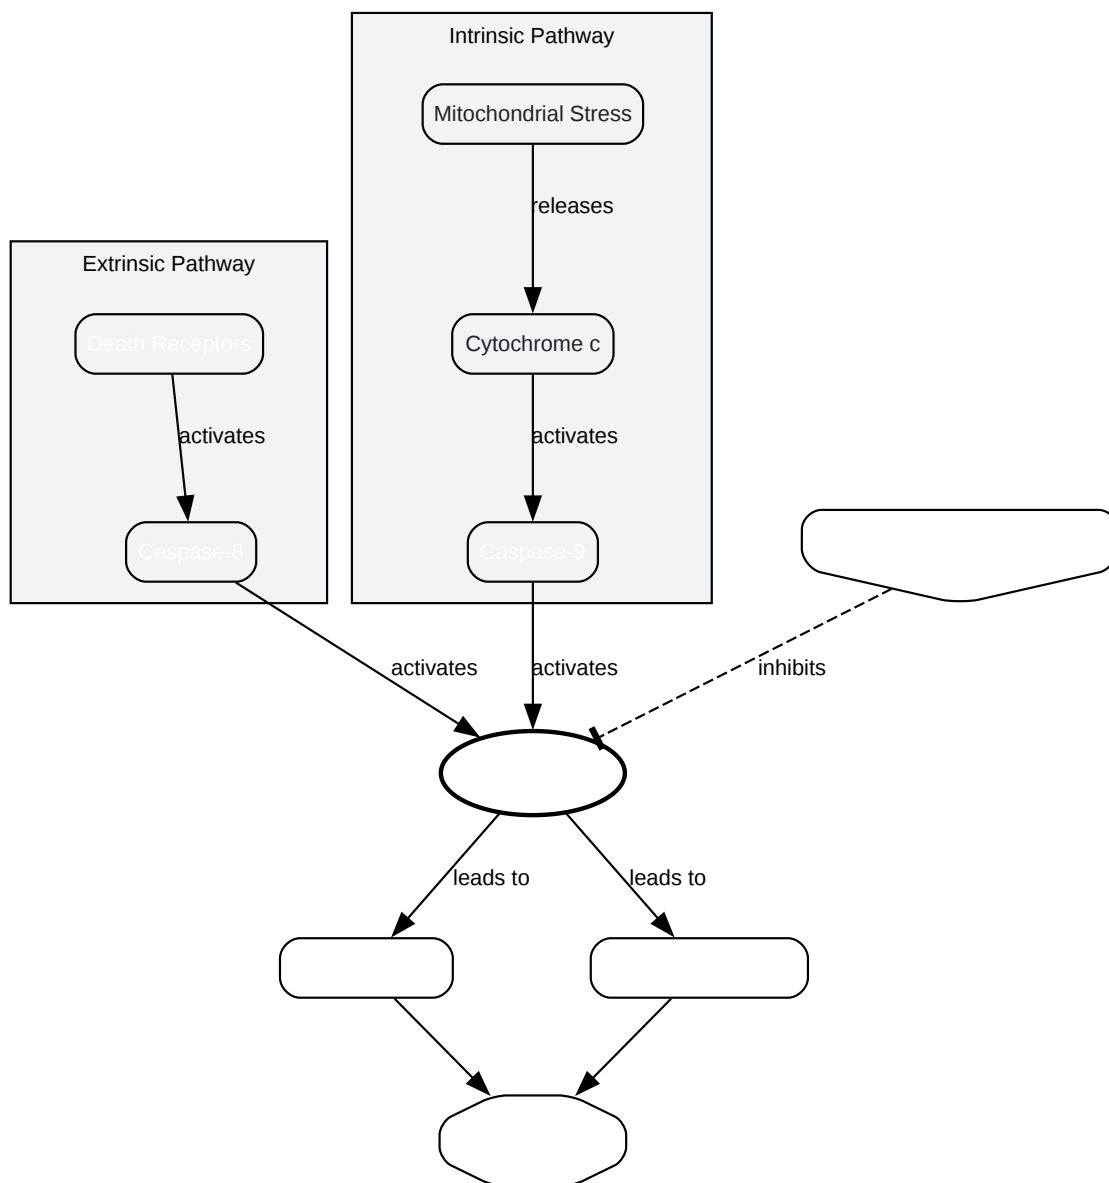 Intrinsic Pathway
Mitochondrial Stress
releases
Extrinsic Pathway
Death Receptors
Cytochrome c
activates
activates
Caspase-8
Caspase-9
activates
activates
inhibits
leads to
leads to